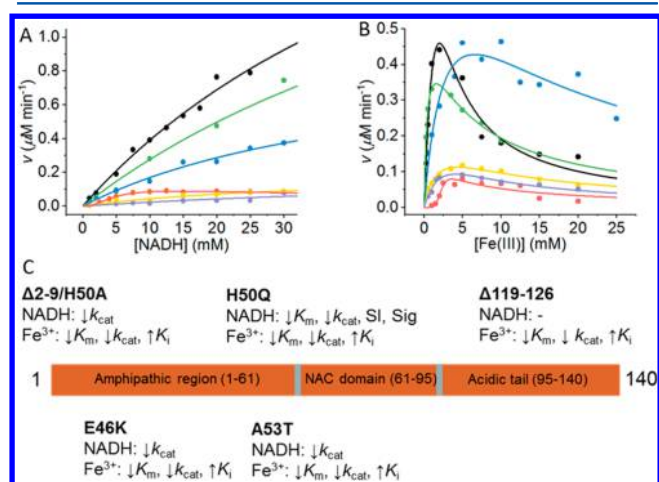 A
B
v (μM min⁻¹)
1.0
0.8
0.6
0.4
0.2
0.0
0 5 10 15 20 25 30
[NADH] (mM)
v (μM min⁻¹)
0.5
0.4
0.3
0.2
0.1
0.0
0 5 10 15 20 25
[Fe(III)] (mM)
C
Δ2-9/H50A
NADH: ↓kcat
Fe³⁺: ↓Km, ↓kcat, ↑Ki
H50Q
NADH: ↓Km, ↓kcat, SI, Sig
Fe³⁺: ↓Km, ↓kcat, ↑Ki
Δ119-126
NADH: -
Fe³⁺: ↓Km, ↓ kcat, ↑Ki
1 Amphipathic region (1-61) NAC domain (61-95) Acidic tail (95-140) 140
E46K
NADH: ↓kcat
Fe³⁺: ↓Km, ↓kcat, ↑Ki
A53T
NADH: ↓kcat
Fe³⁺: ↓Km, ↓kcat, ↑Ki